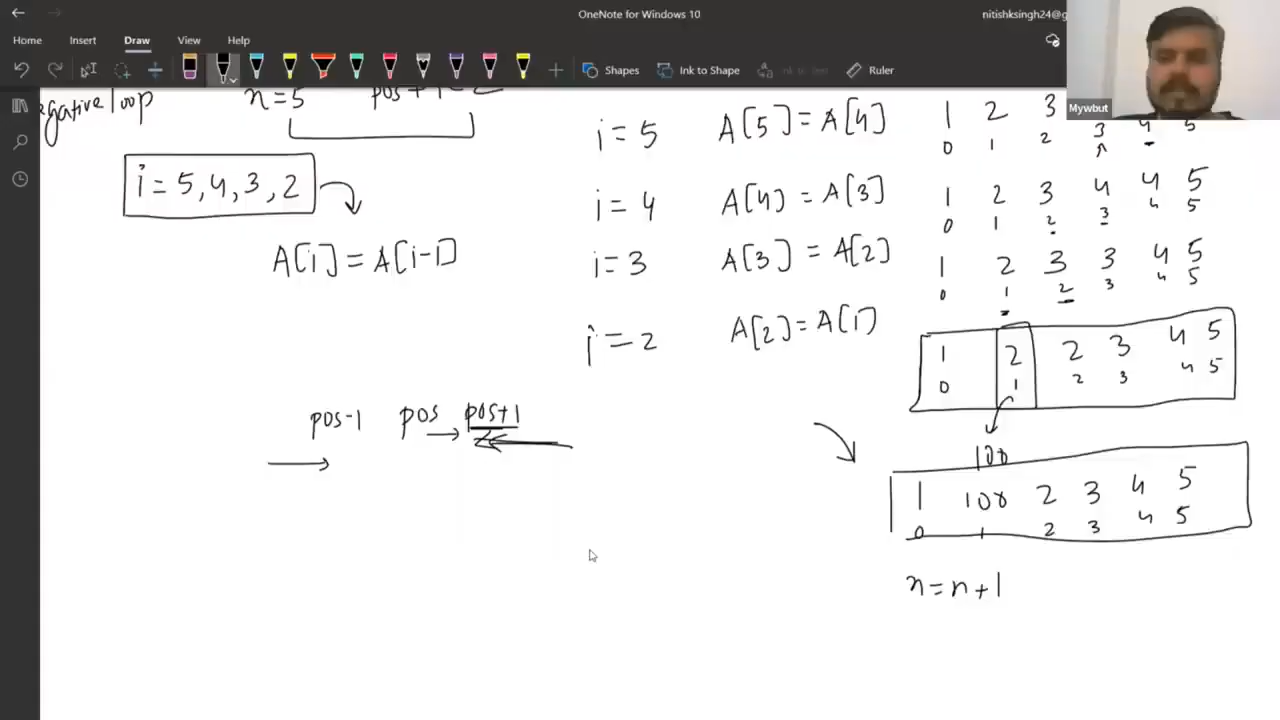 OneNote for Windows 10
nitishksingh24@g
Home Insert Draw View Help
Shapes Ink to Shape Ink to Text Ruler
Mywbut
egative loop
n=5 pos+1=2
i = 5, 4, 3, 2
A[i] = A[i-1]
i = 5 A[5] = A[4]
i = 4 A[4] = A[3]
i = 3 A[3] = A[2]
i = 2 A[2] = A[1]
1 2 3
0 1 2 3 4 5
1 2 3 4 4 5
0 1 2 3 4 5
1 2 3 3 4 5
0 1 2 3 4 5
1 2 2 3 4 5
0 1 2 3 4 5
pos-1 pos pos+1
100
1 100 2 3 4 5
0 1 2 3 4 5
n = n + 1